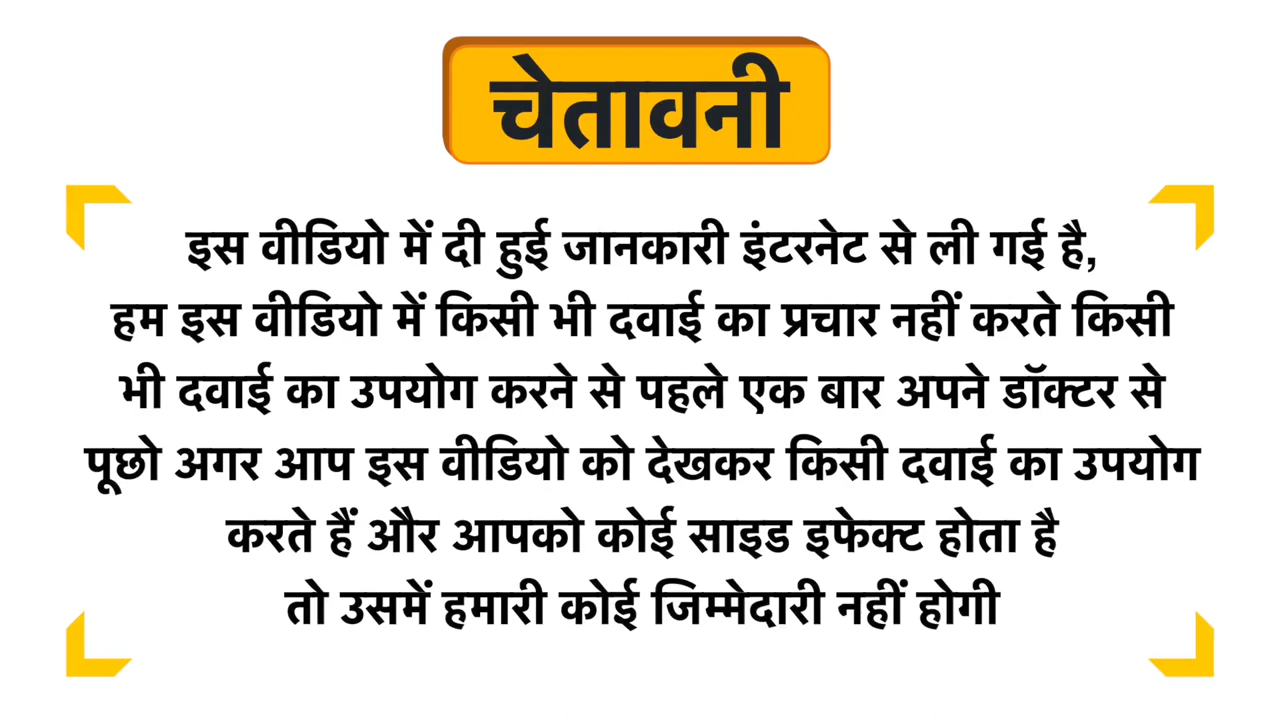 चेतावनी
इस वीडियो में दी हुई जानकारी इंटरनेट से ली गई है,
हम इस वीडियो में किसी भी दवाई का प्रचार नहीं करते किसी
भी दवाई का उपयोग करने से पहले एक बार अपने डॉक्टर से
पूछो अगर आप इस वीडियो को देखकर किसी दवाई का उपयोग
करते हैं और आपको कोई साइड इफेक्ट होता है
तो उसमें हमारी कोई जिम्मेदारी नहीं होगी